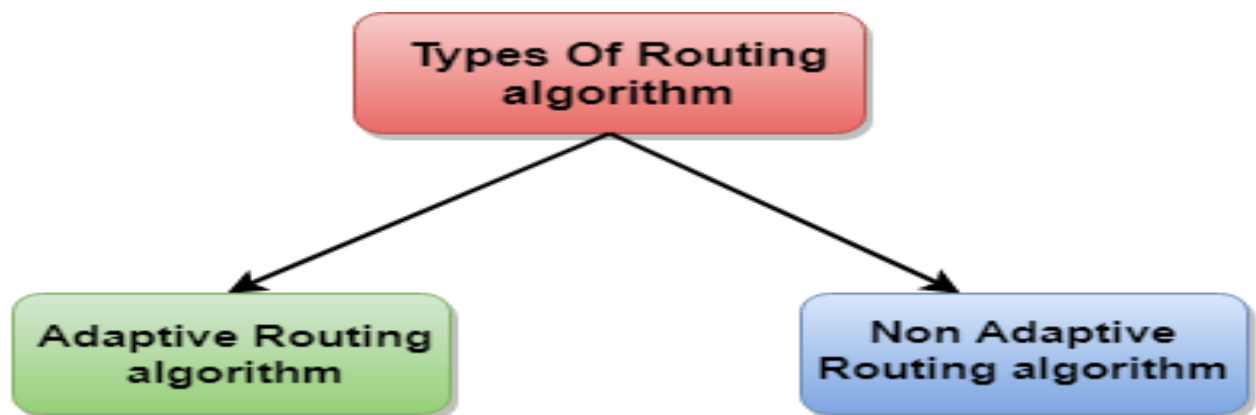 Types Of Routing
algorithm
Adaptive Routing
algorithm
Non Adaptive
Routing algorithm